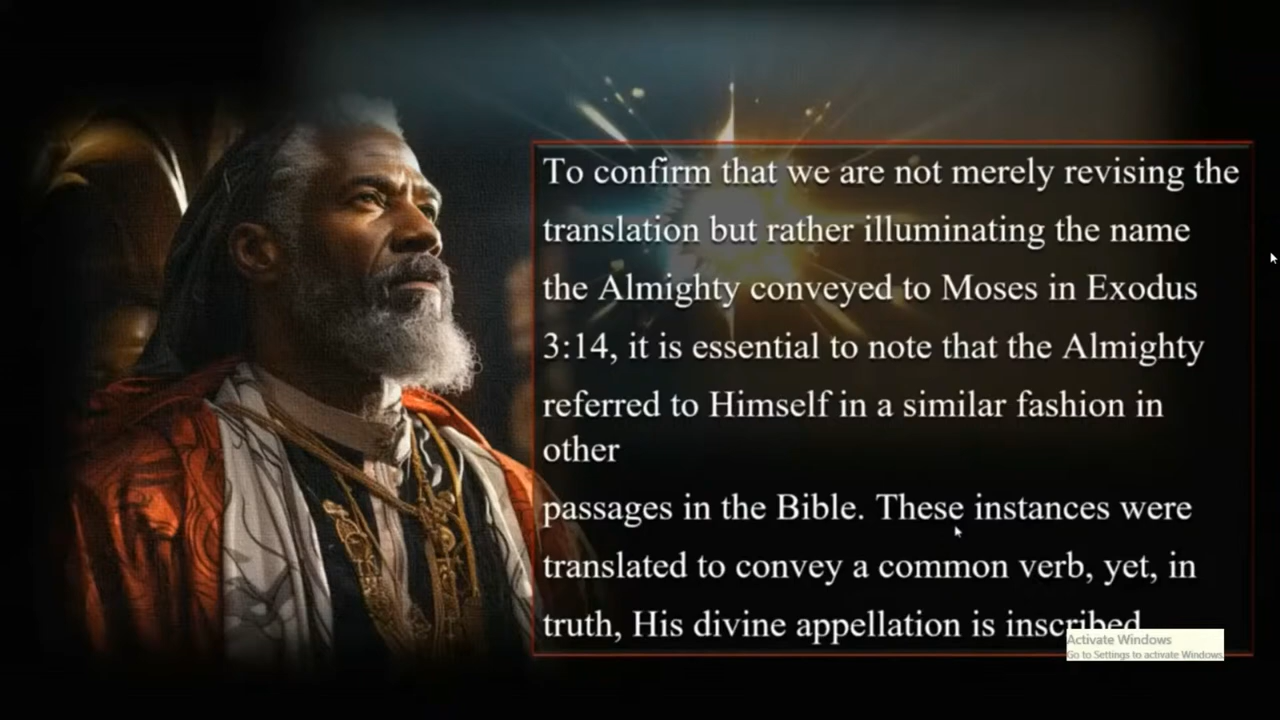 To confirm that we are not merely revising the
translation but rather illuminating the name
the Almighty conveyed to Moses in Exodus
3:14, it is essential to note that the Almighty
referred to Himself in a similar fashion in
other
passages in the Bible. These instances were
translated to convey a common verb, yet, in
truth, His divine appellation is inscribed
Activate Windows
Go to Settings to activate Windows.